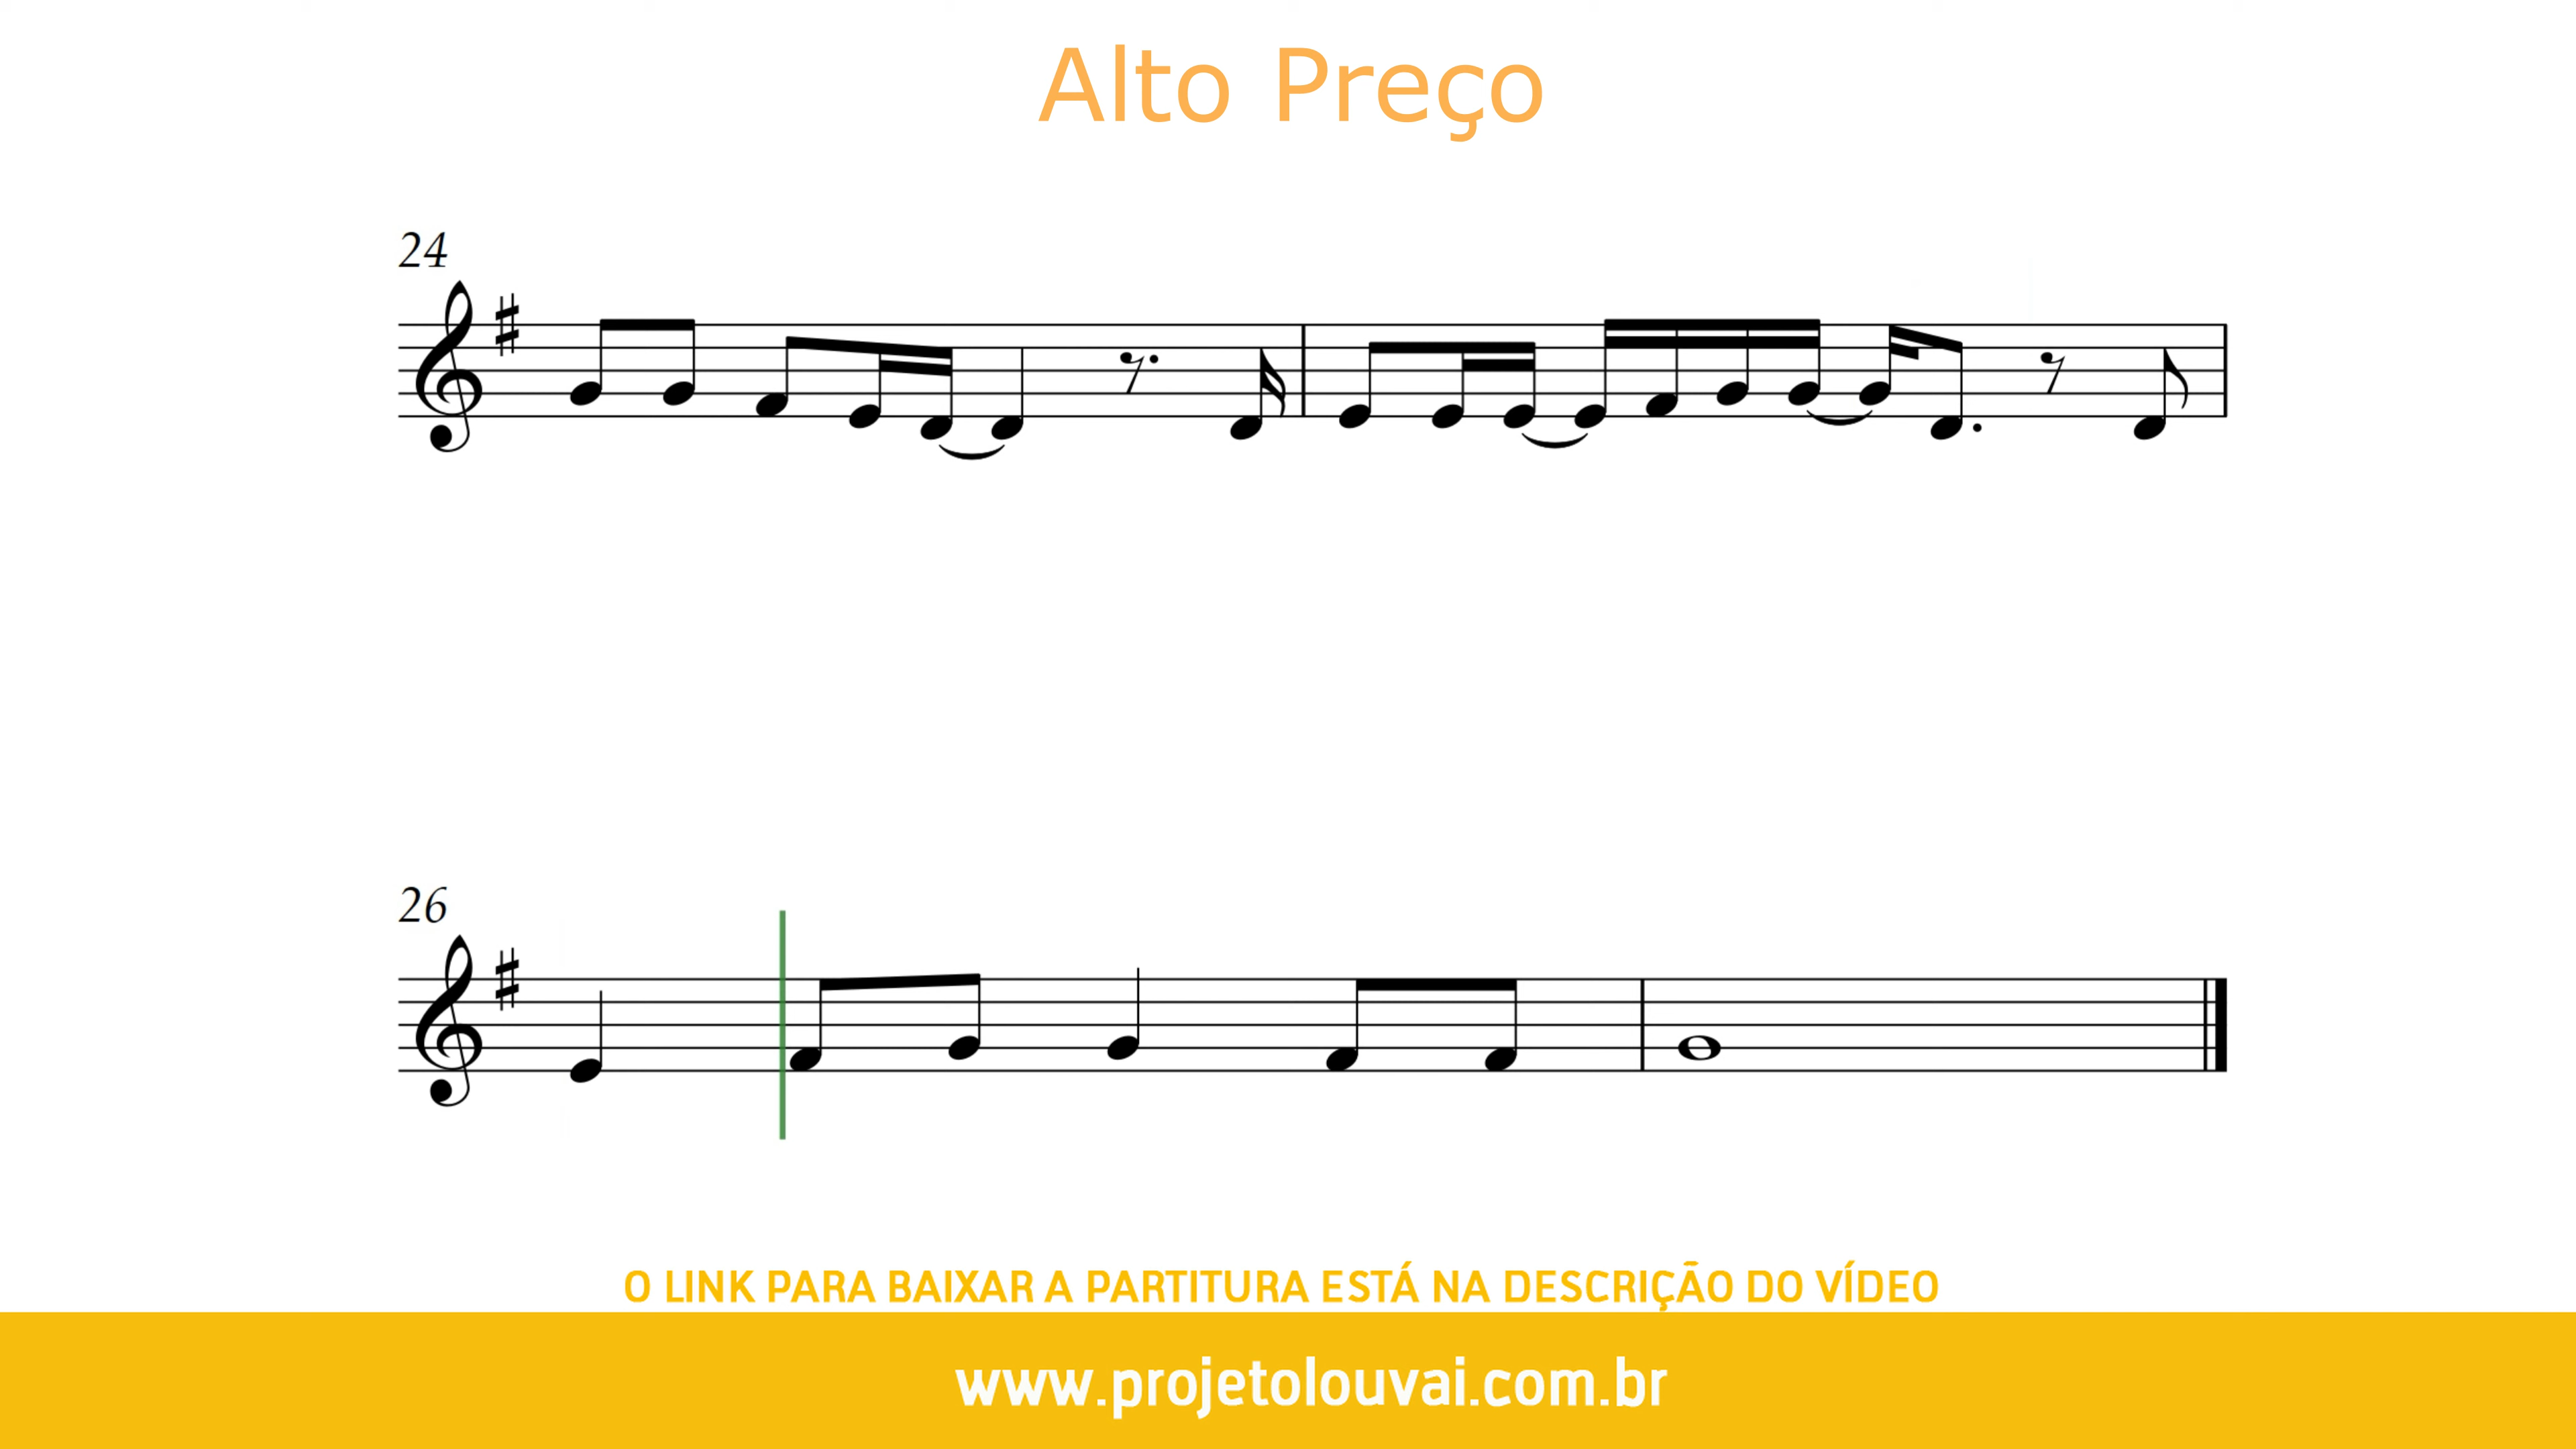 Alto Preço
24
26
O LINK PARA BAIXAR A PARTITURA ESTÁ NA DESCRIÇÃO DO VÍDEO
www.projetolouvai.com.br